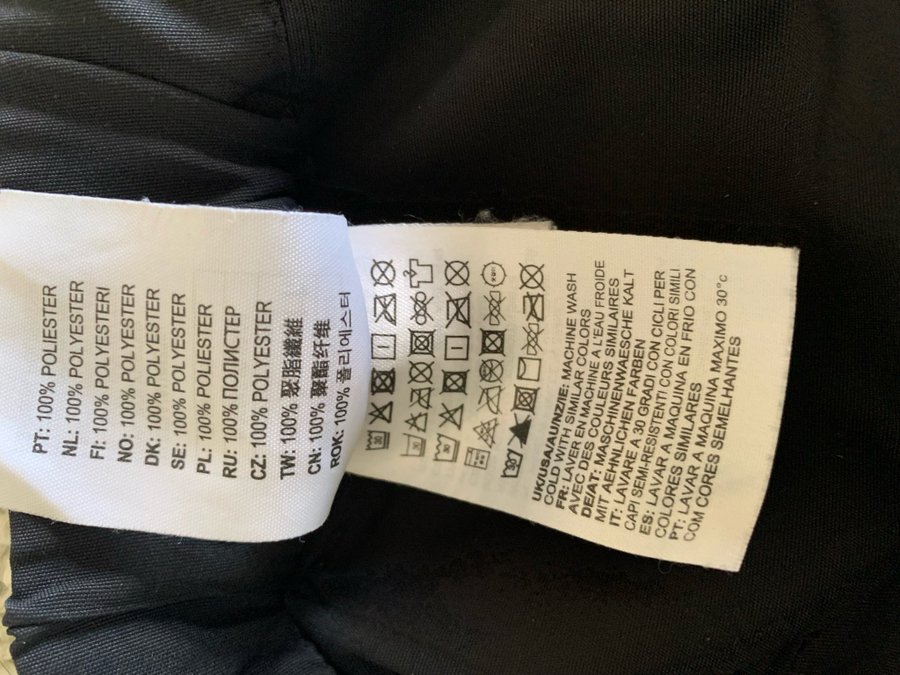 PT: 100% POLIESTER
NL: 100% POLYESTER
FI: 100% POLYESTERI
NO: 100% POLYESTER
DK: 100% POLYESTER
SE: 100% POLYESTER
PL: 100% POLIESTER
RU: 100% ПОЛИСТЕР
CZ: 100% POLYESTER
TW: 100% 聚脂纖維
CN: 100% 聚酯纤维
ROK: 100% 폴리에스터
UK/USA/AU/NZ/IE: MACHINE WASH
COLD WITH SIMILAR COLORS
FR: LAVER EN MACHINE A L'EAU FROIDE
AVEC DES COULEURS SIMILAIRES
DE/AT: MASCHINENWAESCHE KALT
MIT AEHNLICHEN FARBEN
IT: LAVARE A 30 GRADI CON CICLI PER
CAPI SEMI-RESISTENTI CON COLORI SIMILI
ES: LAVAR A MAQUINA EN FRIO CON
COLORES SIMILARES
PT: LAVAR A MAQUINA MAXIMO 30°c
COM CORES SEMELHANTES